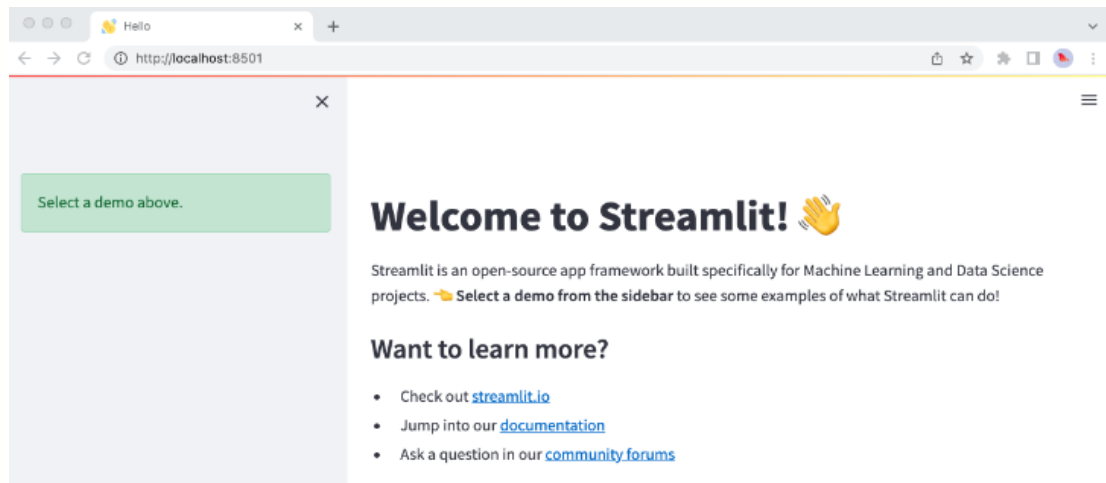 Hello
http://localhost:8501
Select a demo above.
Welcome to Streamlit! 👋
Streamlit is an open-source app framework built specifically for Machine Learning and Data Science
projects. 👈 Select a demo from the sidebar to see some examples of what Streamlit can do!
Want to learn more?
• Check out streamlit.io
• Jump into our documentation
• Ask a question in our community forums